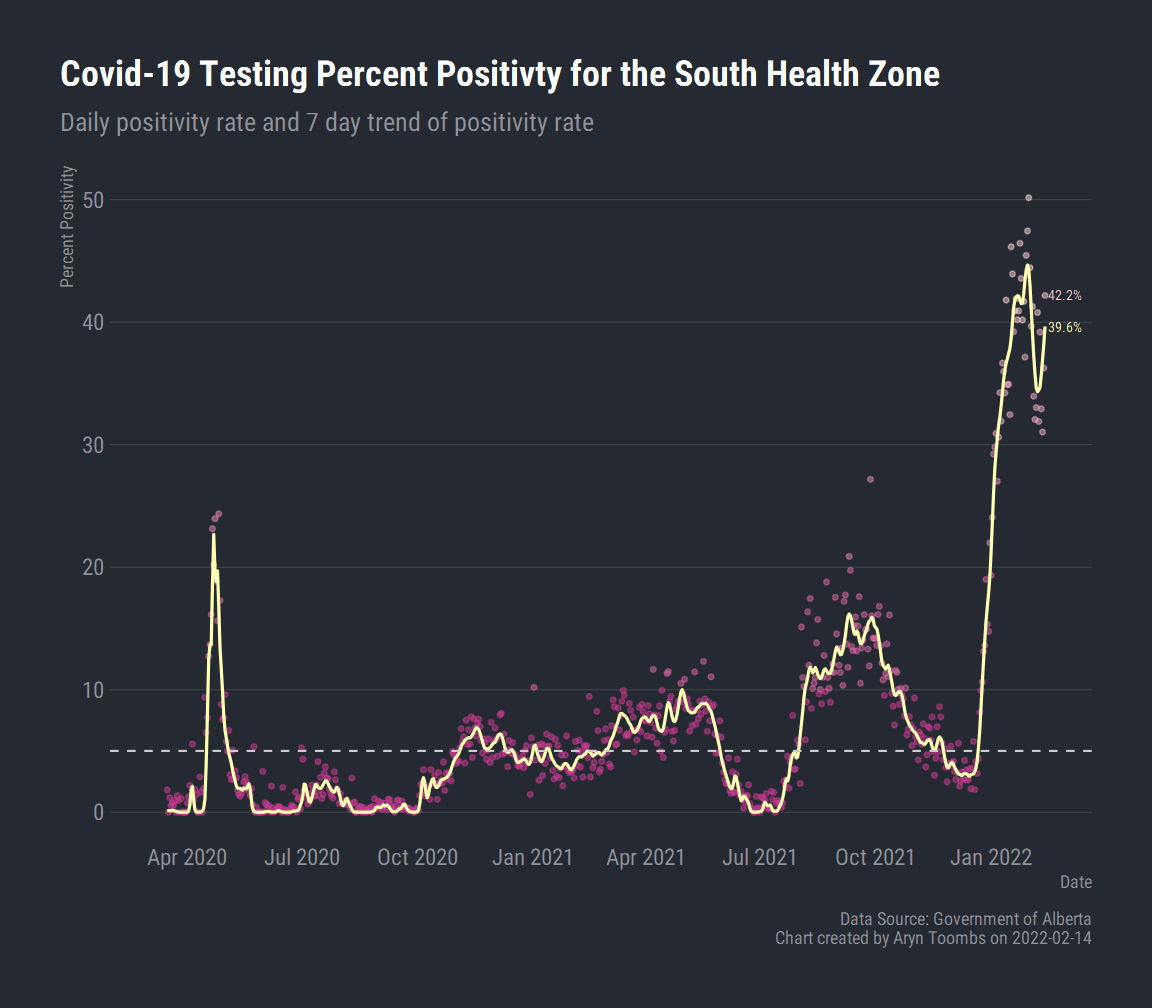 Covid-19 Testing Percent Positivty for the South Health Zone
Daily positivity rate and 7 day trend of positivity rate
Percent Positivity
50
40
30
20
10
0
42.2%
39.6%
Apr 2020 Jul 2020 Oct 2020 Jan 2021 Apr 2021 Jul 2021 Oct 2021 Jan 2022
Date
Data Source: Government of Alberta
Chart created by Aryn Toombs on 2022-02-14